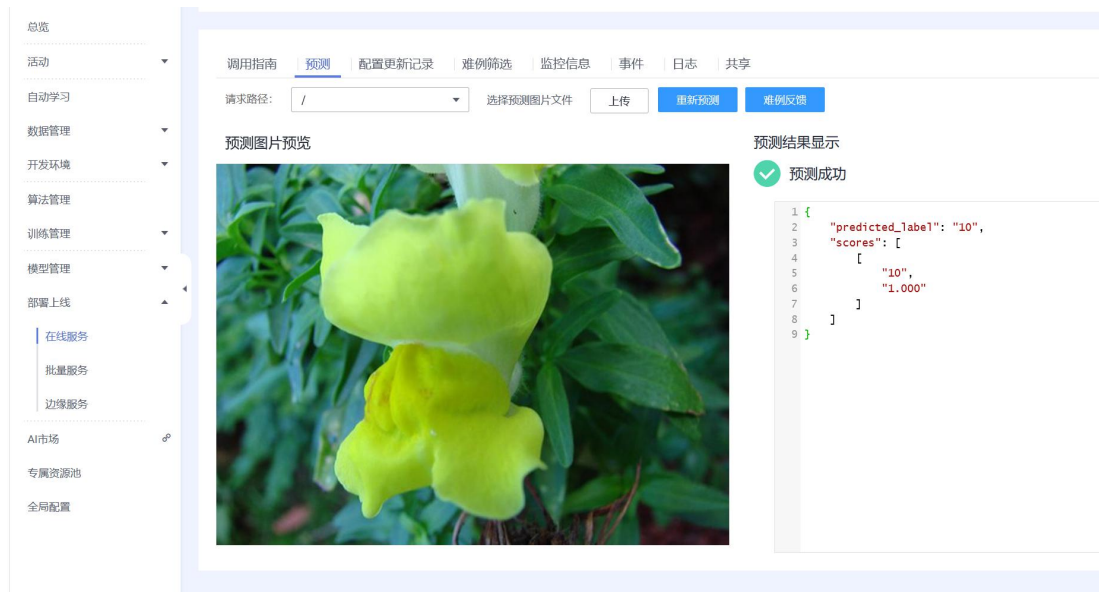 总览
活动
自动学习
数据管理
开发环境
算法管理
训练管理
模型管理
部署上线
在线服务
批量服务
边缘服务
AI市场
专属资源池
全局配置
调用指南 预测 配置更新记录 难例筛选 监控信息 事件 日志 共享
请求路径： / 选择预测图片文件 上传 重新预测 难例反馈
预测图片预览
预测结果显示
预测成功
1 {
2 "predicted_label": "10",
3 "scores": [
4 [
5 "10",
6 "1.000"
7 ]
8 ]
9 }